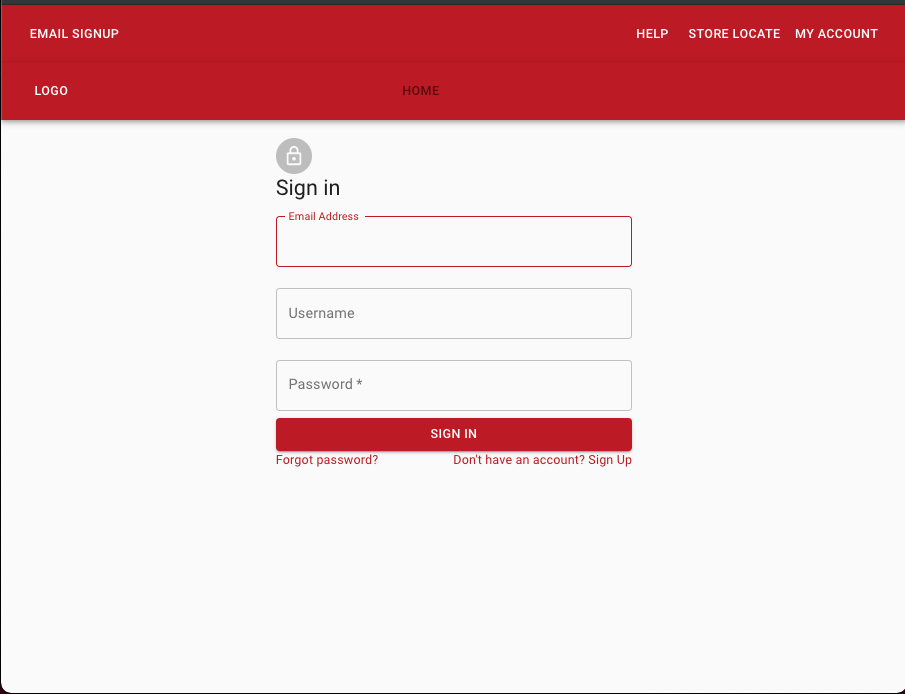 EMAIL SIGNUP HELP STORE LOCATE MY ACCOUNT
LOGO HOME
Sign in
Email Address
Username
Password *
SIGN IN
Forgot password? Don't have an account? Sign Up